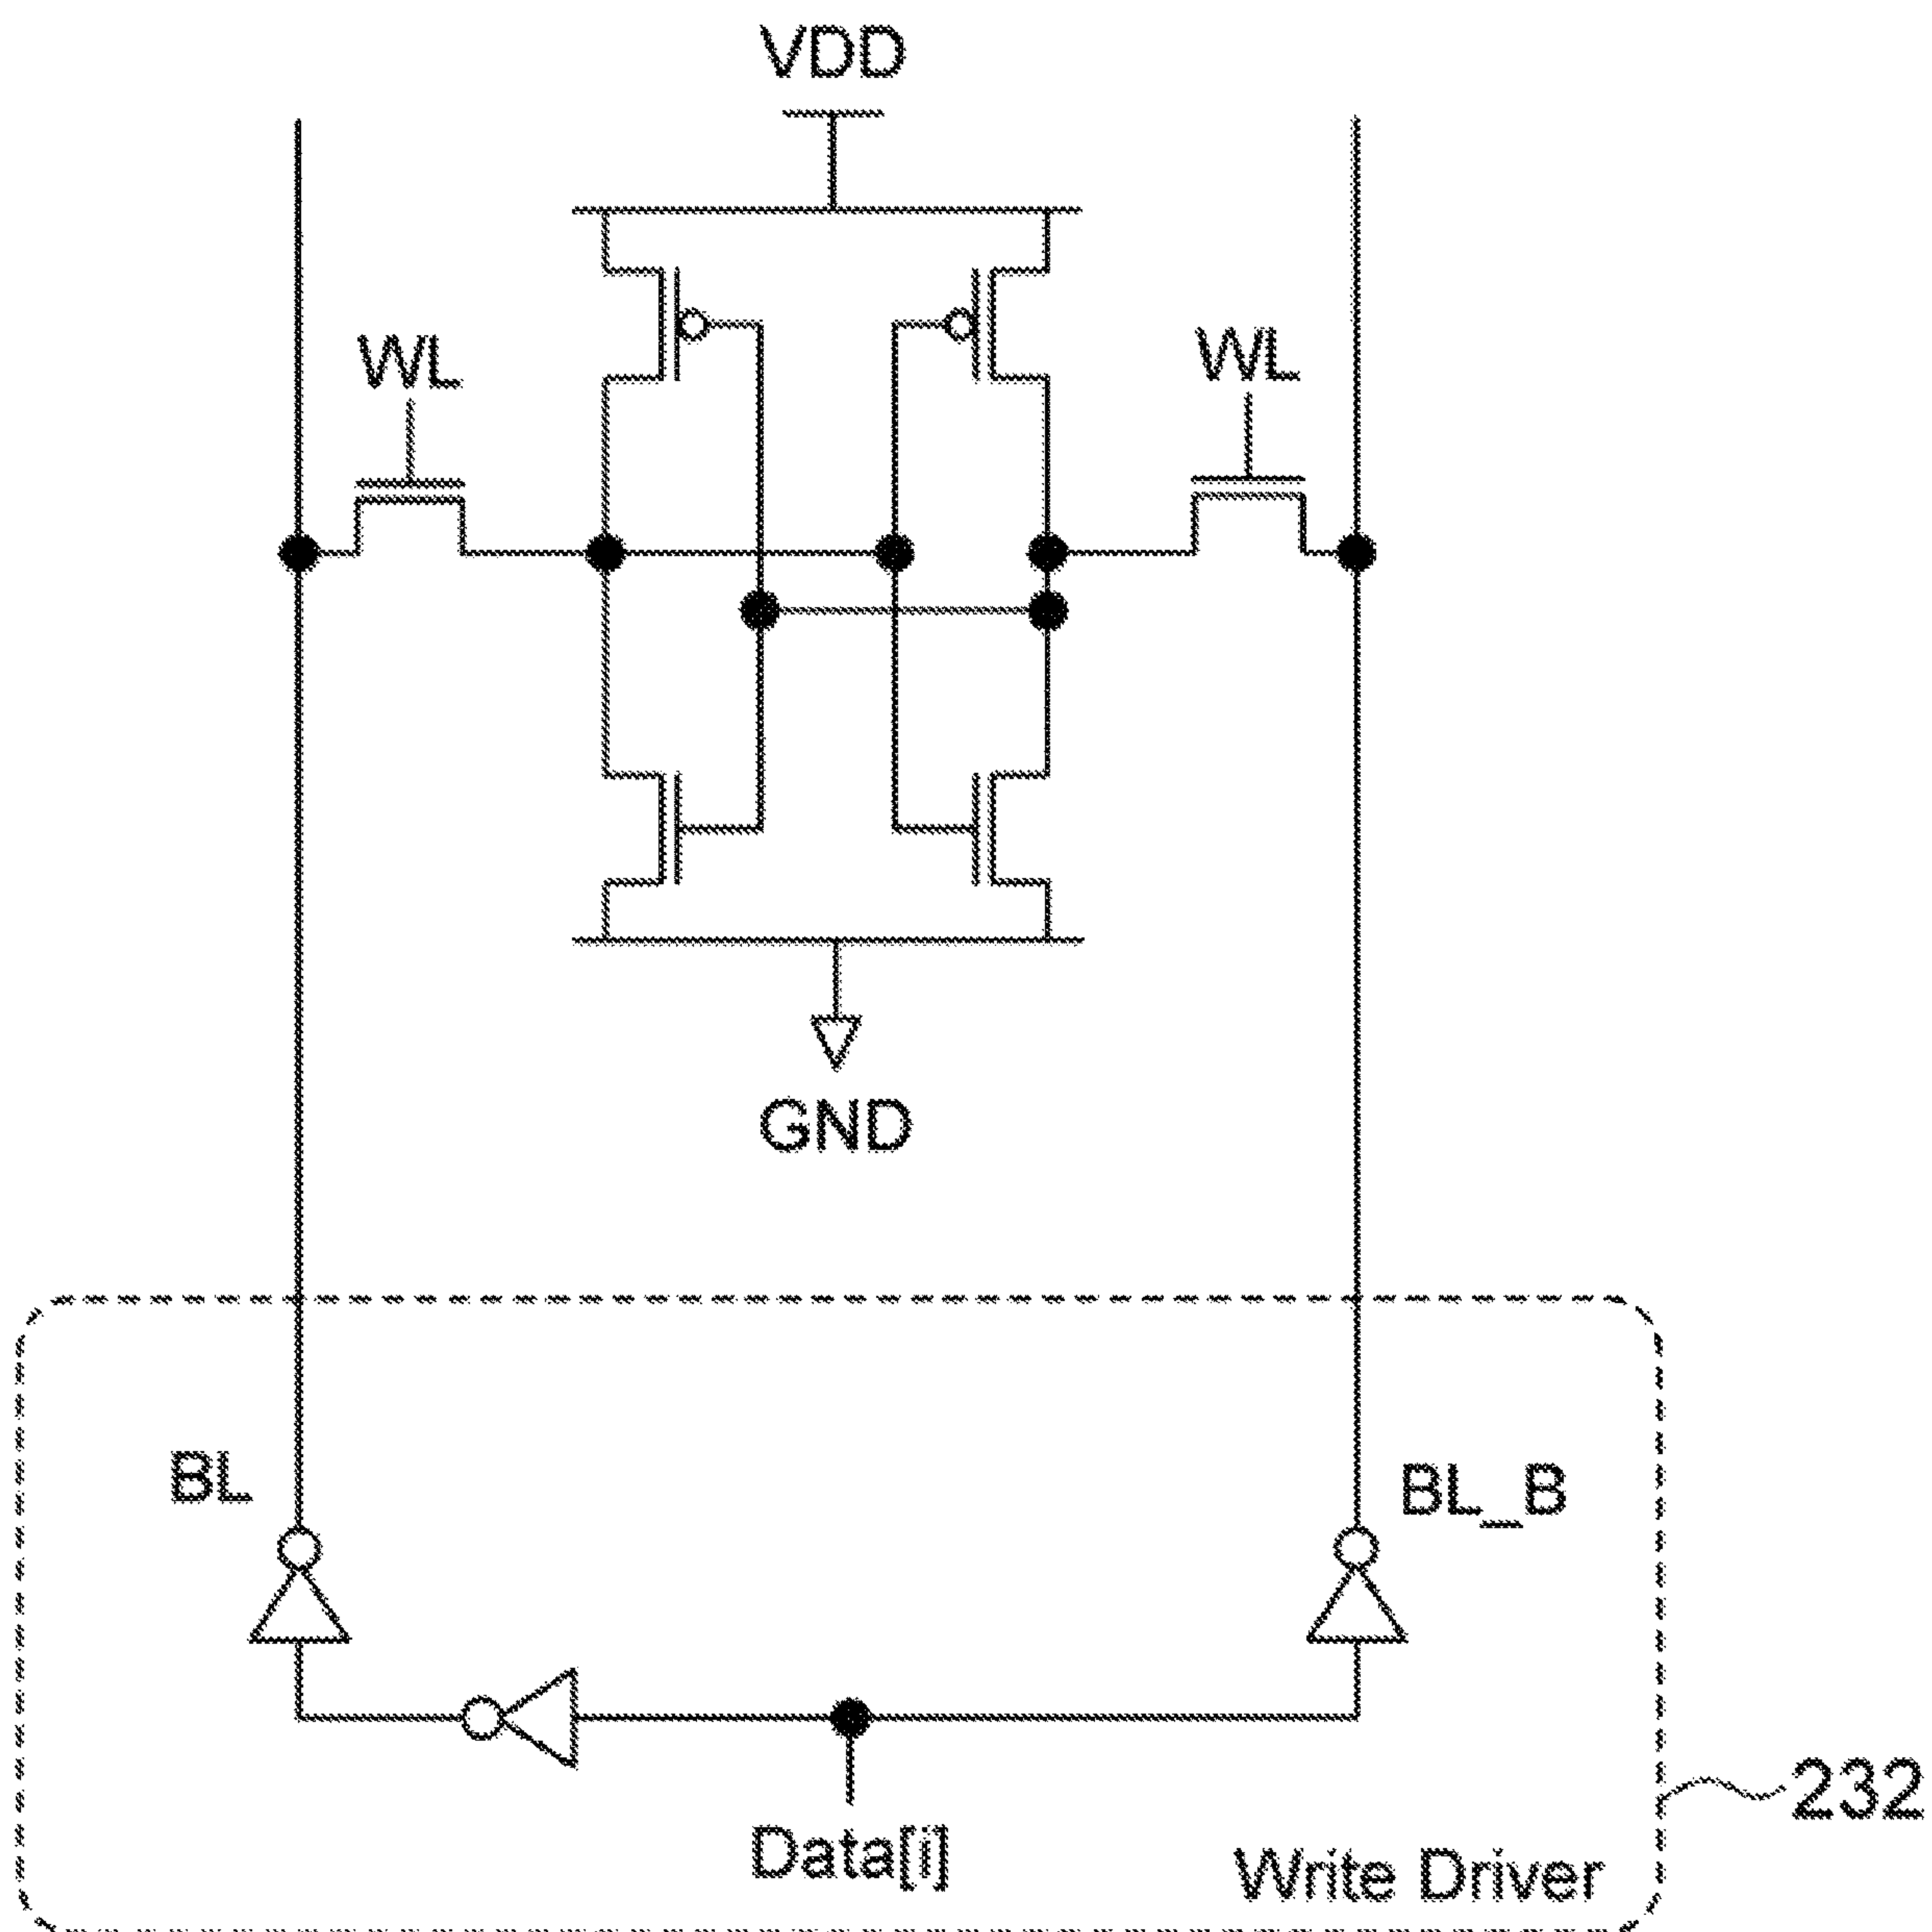 VDD
WL
WL
GND
BL
BL_B
232
Data[i]
Write Driver